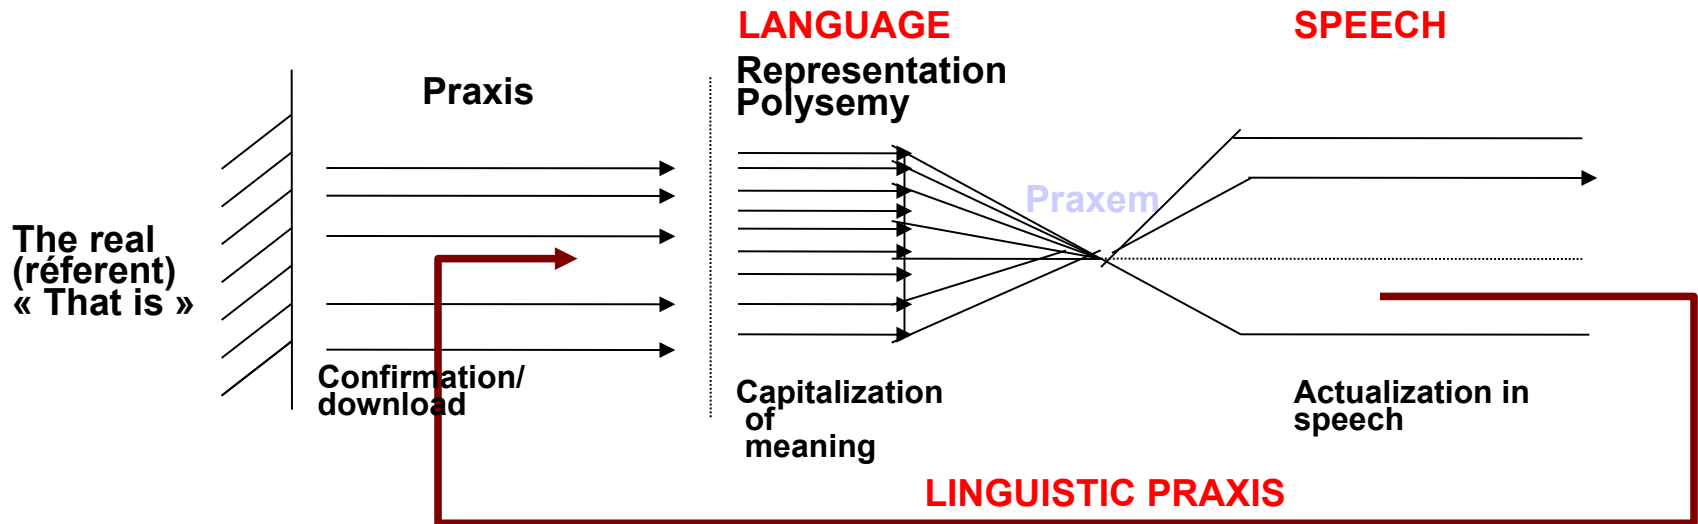 LANGUAGE
SPEECH
Praxis
Representation
Polysemy
Praxem
The real
(réferent)
« That is »
Confirmation/
download
Capitalization
of
meaning
Actualization in
speech
LINGUISTIC PRAXIS